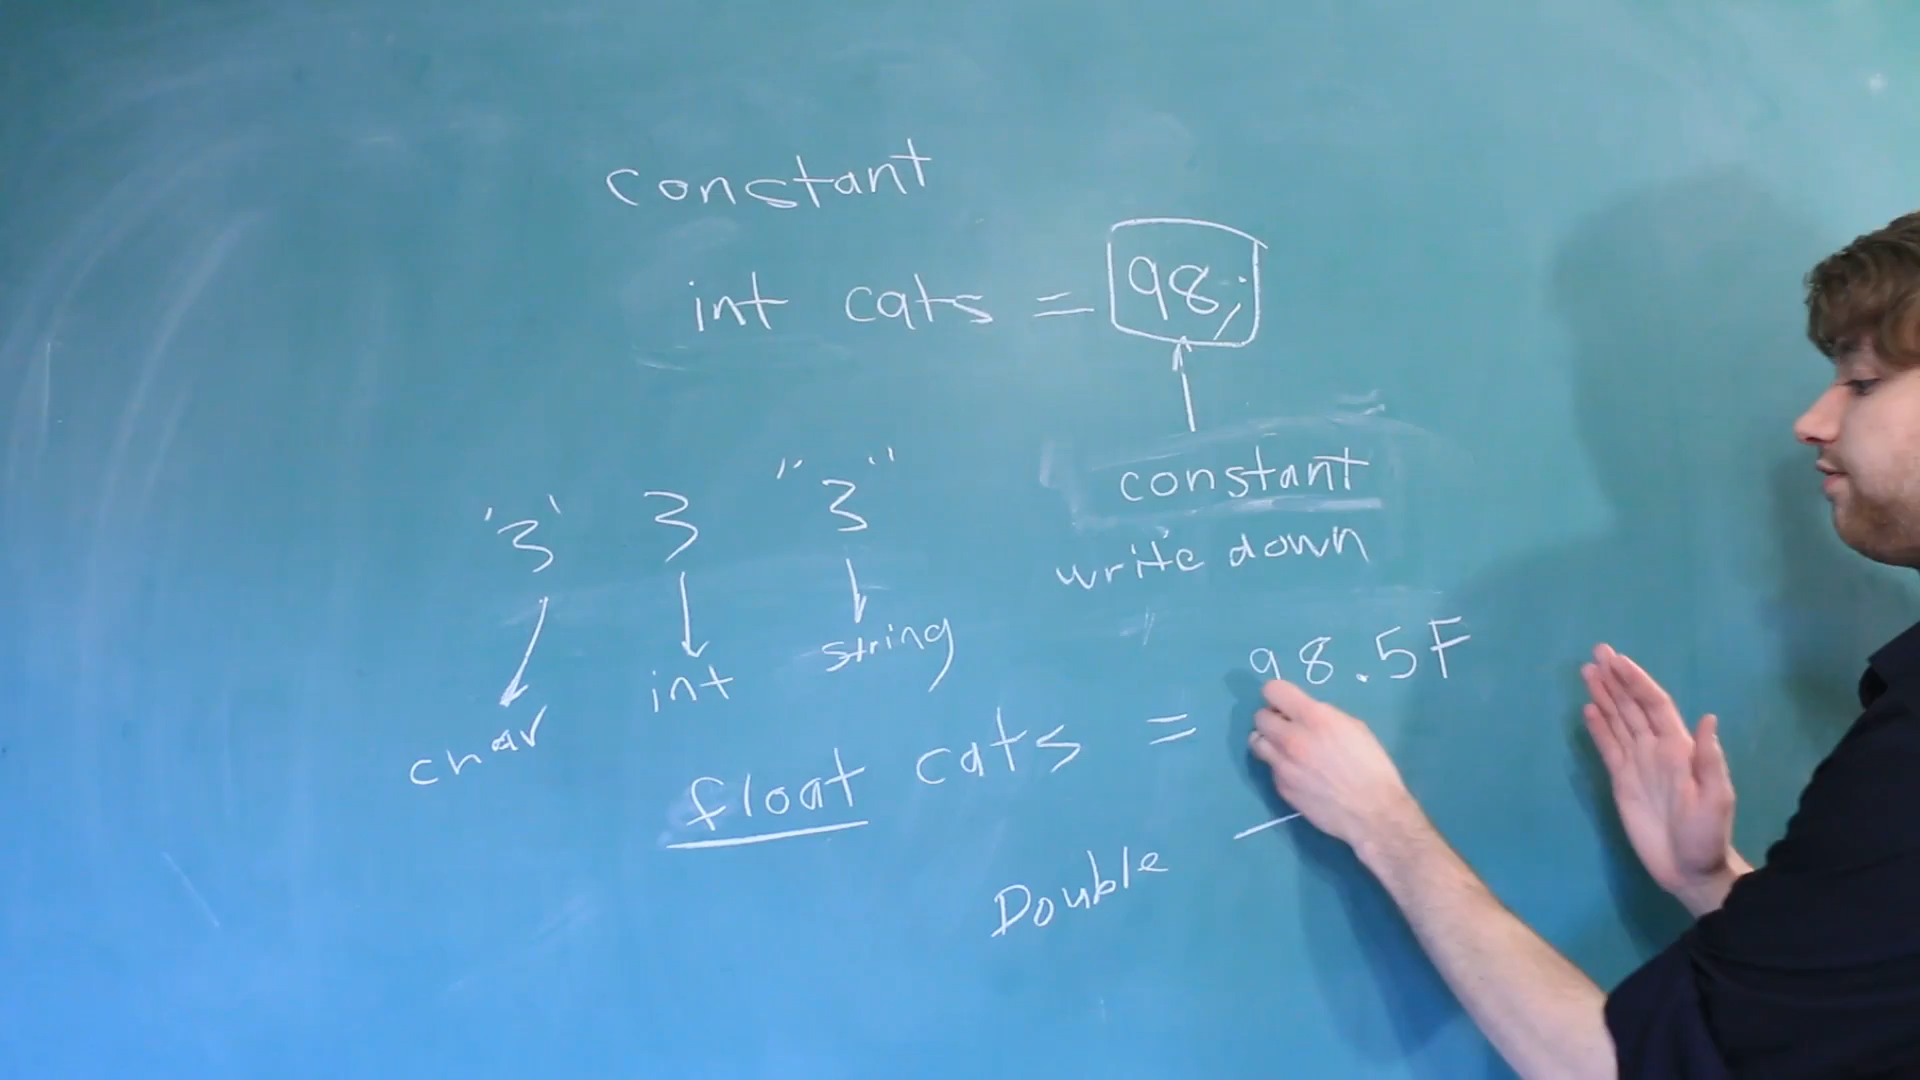 constant
int cats = 98;
constant
write down
'3' 3 "3"
char int string
float cats = 98.5F
Double